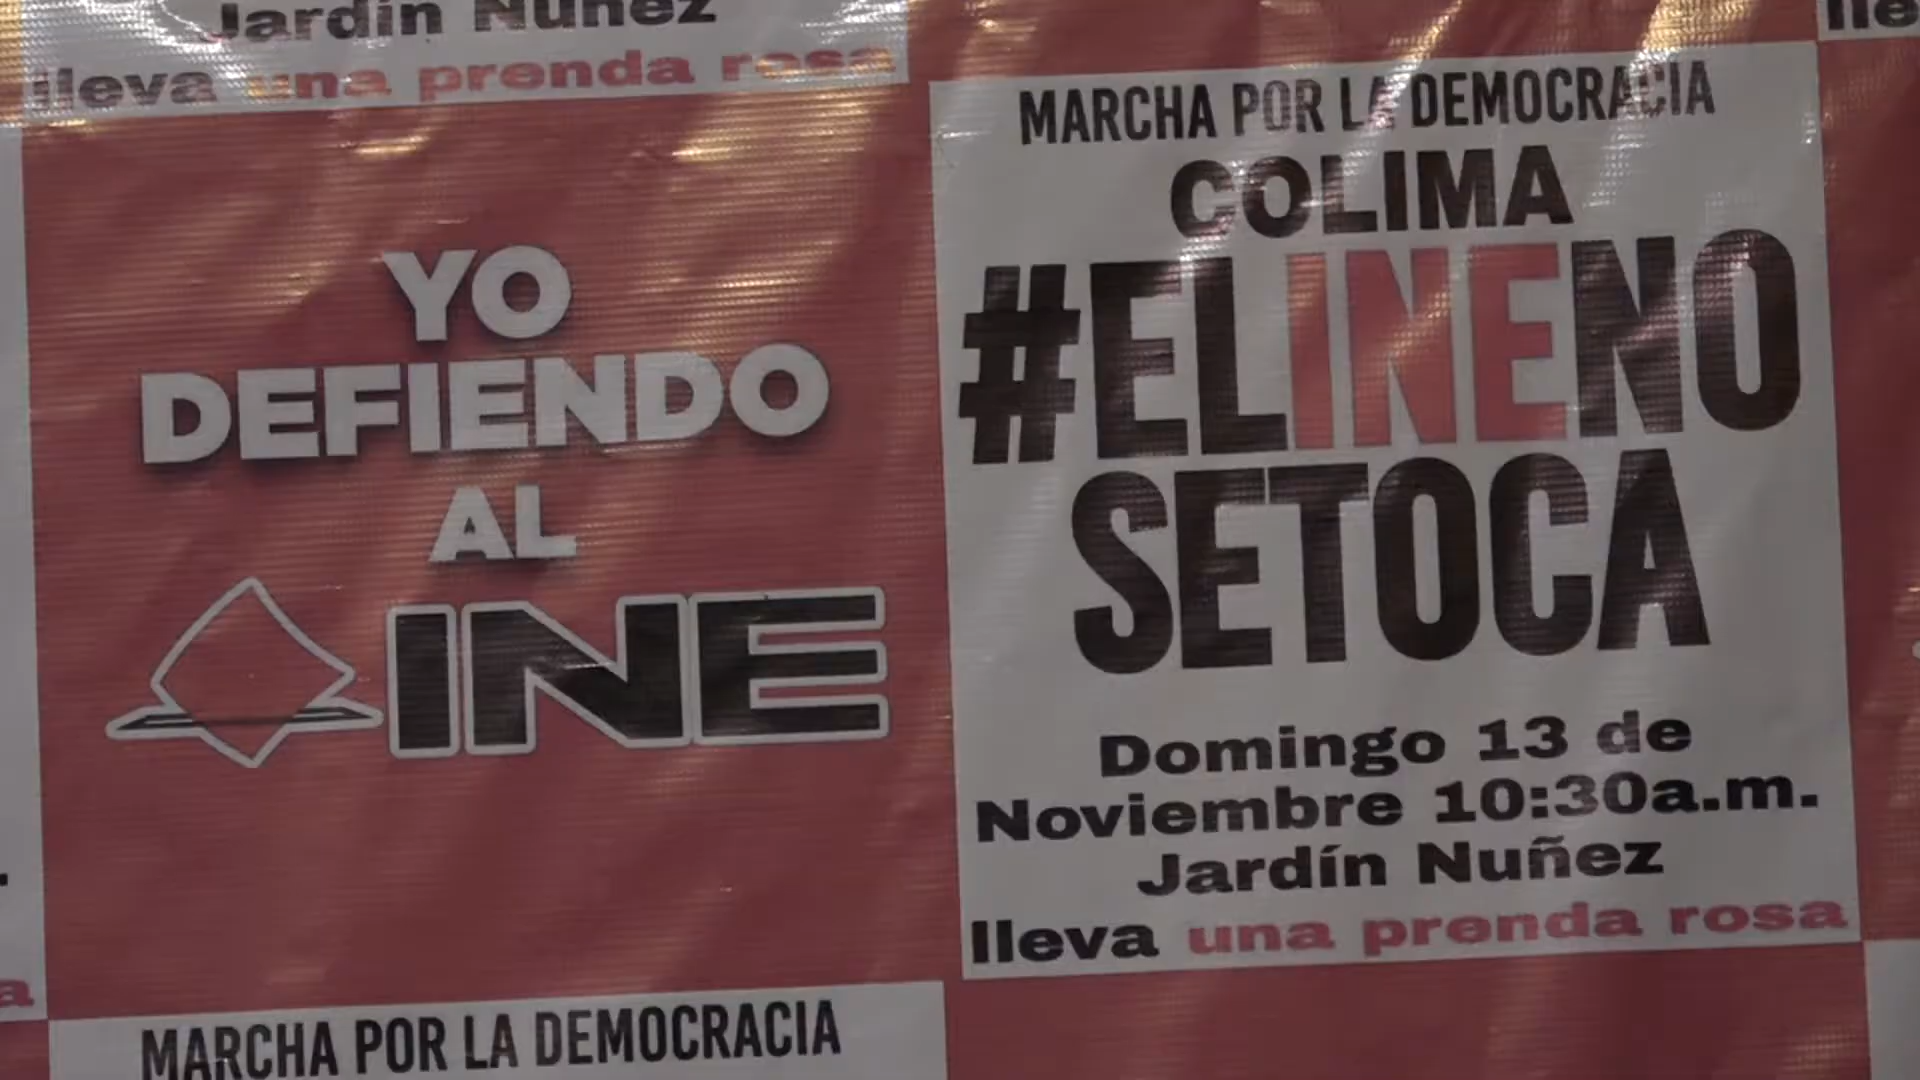 Jardín Nuñez
lleva una prenda rosa
YO
DEFIENDO
AL
INE
MARCHA POR LA DEMOCRACIA
COLIMA
#ELINENO
SETOCA
Domingo 13 de
Noviembre 10:30a.m.
Jardín Nuñez
lleva una prenda rosa
MARCHA POR LA DEMOCRACIA